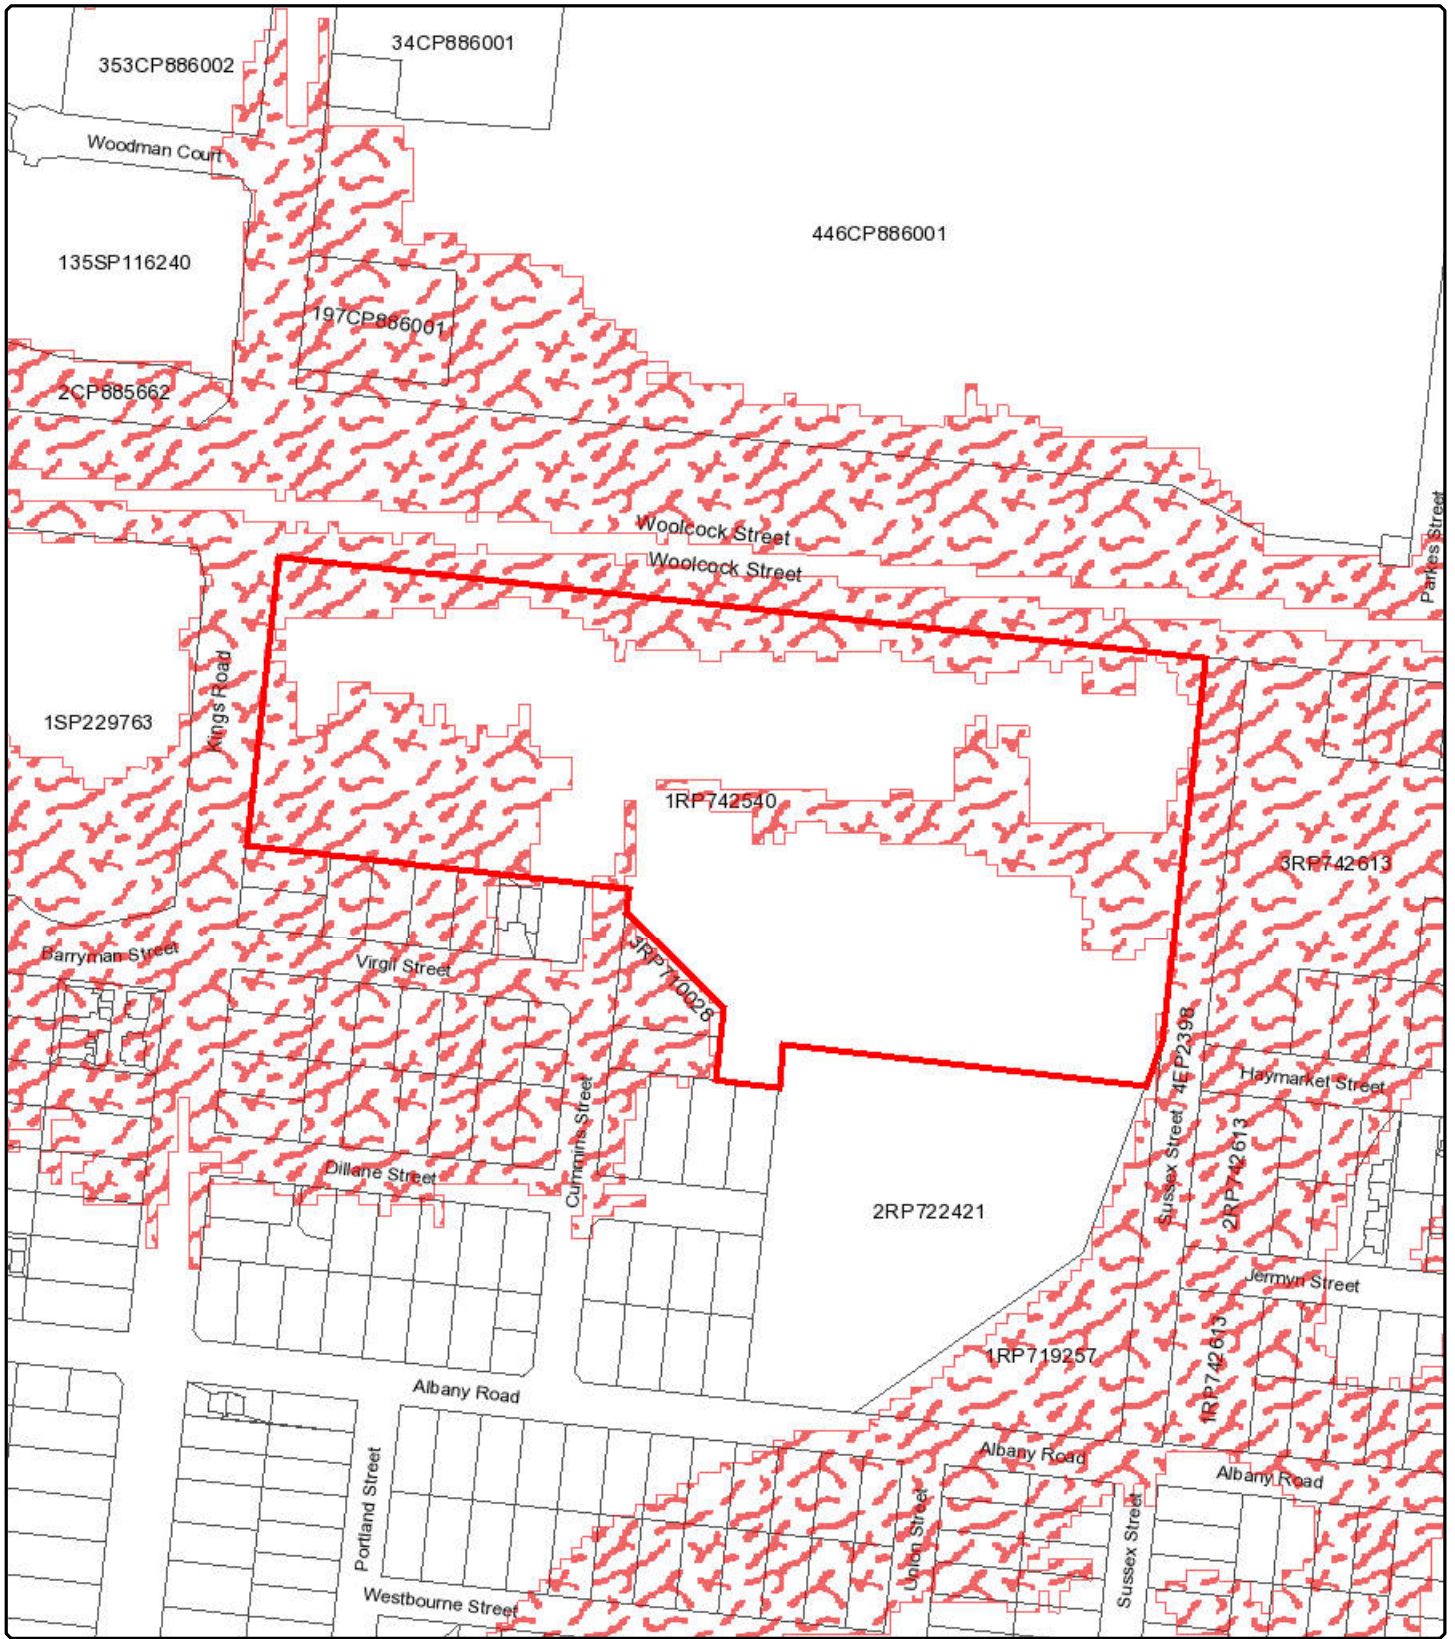 34CP886001
353CP886002
Woodman Court
446CP886001
135SP116240
197CP886001
2CP885662
Woolcock Street
Woolcock Street
Parkes Street
Kings Road
1SP229763
1RP742540
3RP742613
Barryman Street
Virgil Street
3RP710028
4EP2398
Haymarket Street
Cummins Street
Sussex Street
2RP742613
Dillane Street
2RP722421
Jermyn Street
1RP719257
1RP742613
Albany Road
Albany Road
Albany Road
Portland Street
Union Street
Sussex Street
Westbourne Street